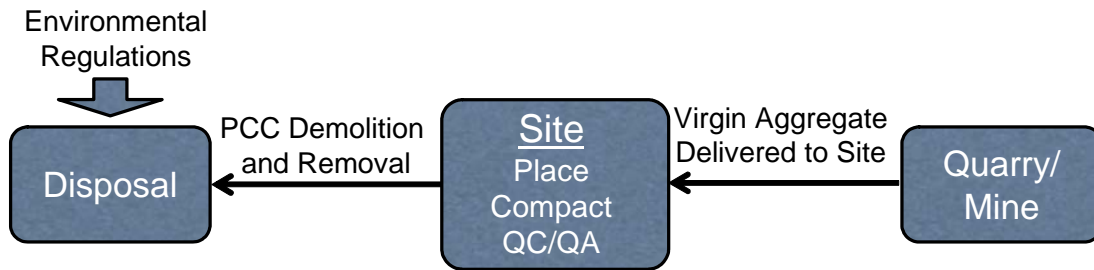 Environmental
Regulations
Disposal
PCC Demolition
and Removal
Site
Place
Compact
QC/QA
Virgin Aggregate
Delivered to Site
Quarry/
Mine